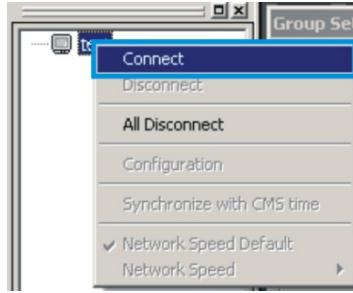 Group Se
Connect
Disconnect
All Disconnect
Configuration
Synchronize with CMS time
Network Speed Default
Network Speed